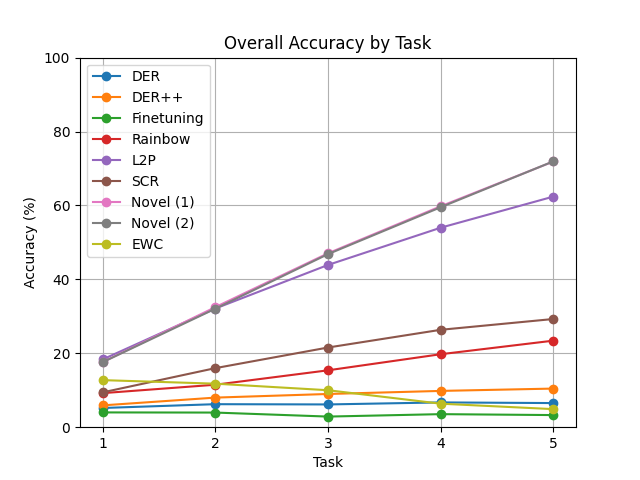 Overall Accuracy by Task
Accuracy (%)
100
80
60
40
20
0
DER
DER++
Finetuning
Rainbow
L2P
SCR
Novel (1)
Novel (2)
EWC
1 2 3 4 5
Task